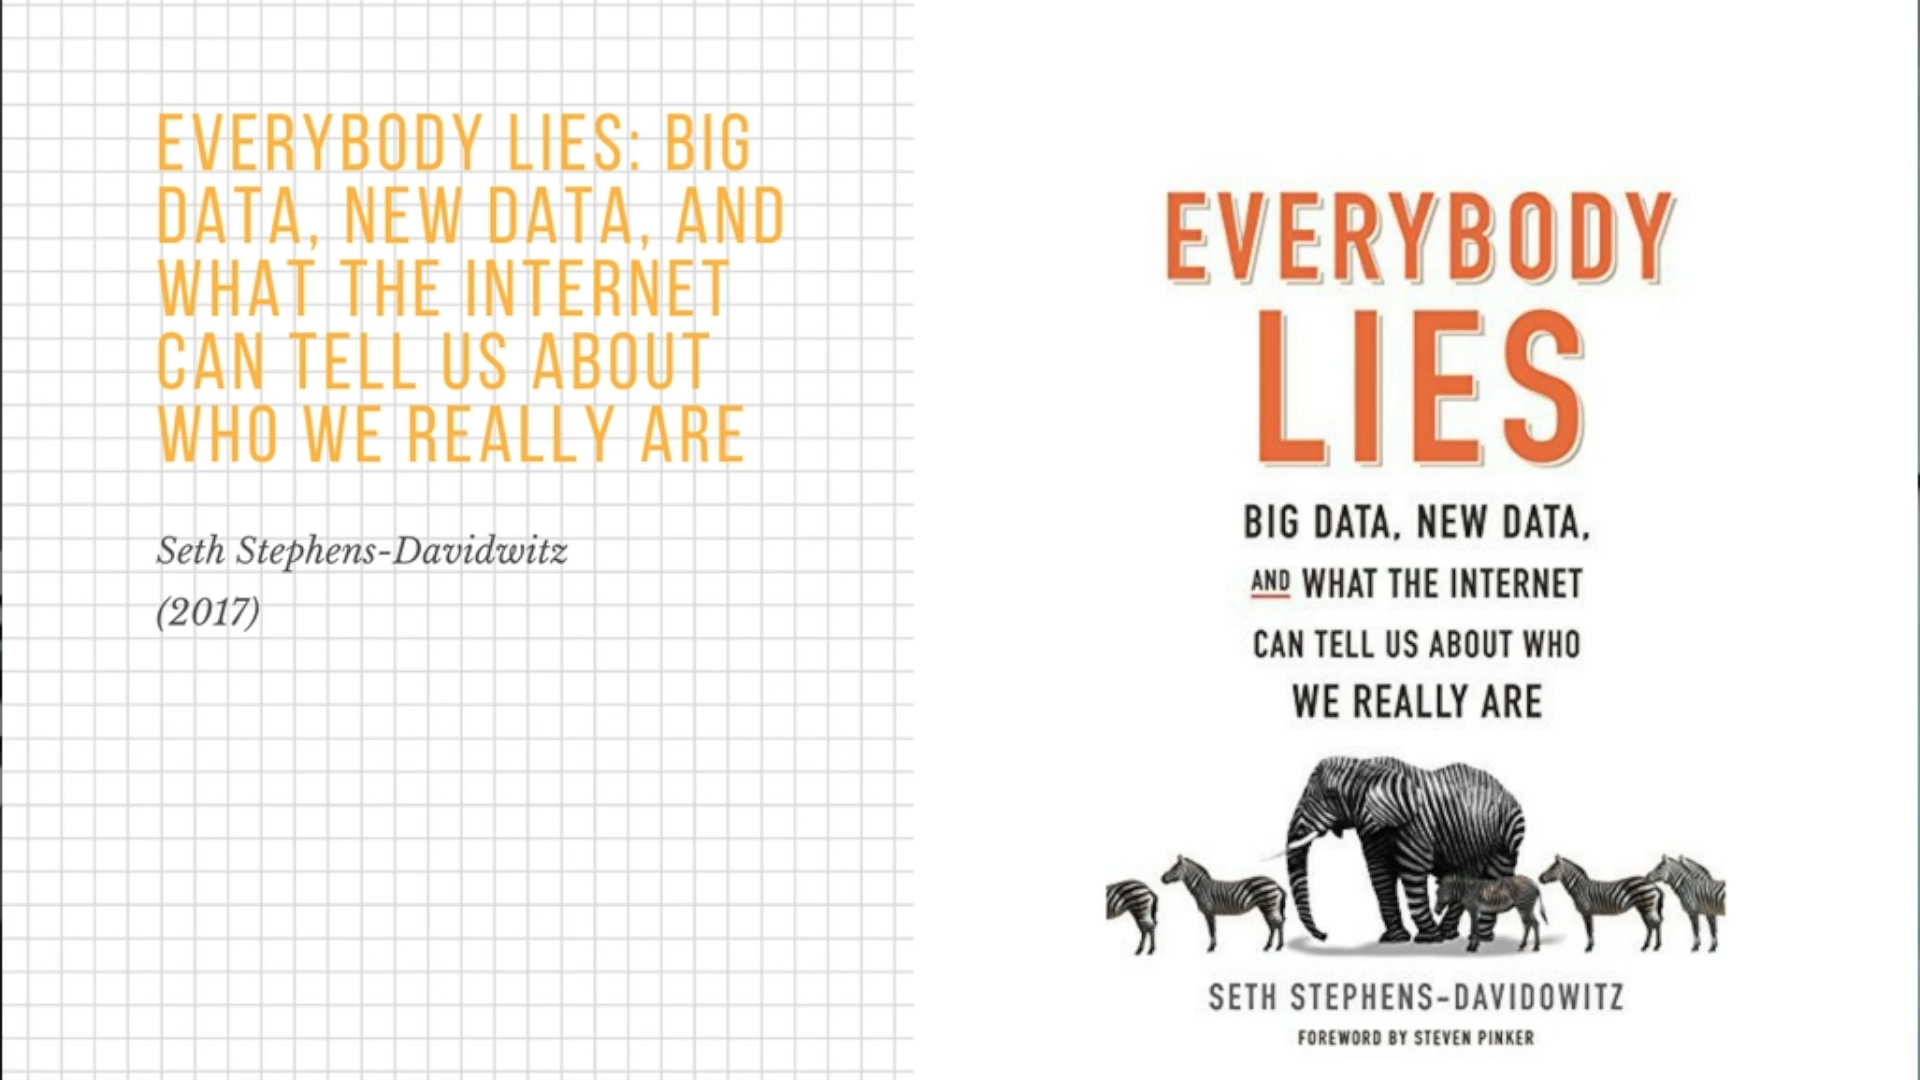 EVERYBODY LIES: BIG
DATA, NEW DATA, AND
WHAT THE INTERNET
CAN TELL US ABOUT
WHO WE REALLY ARE
Seth Stephens-Davidwitz
(2017)
EVERYBODY
LIES
BIG DATA, NEW DATA,
AND WHAT THE INTERNET
CAN TELL US ABOUT WHO
WE REALLY ARE
SETH STEPHENS-DAVIDOWITZ
FOREWORD BY STEVEN PINKER